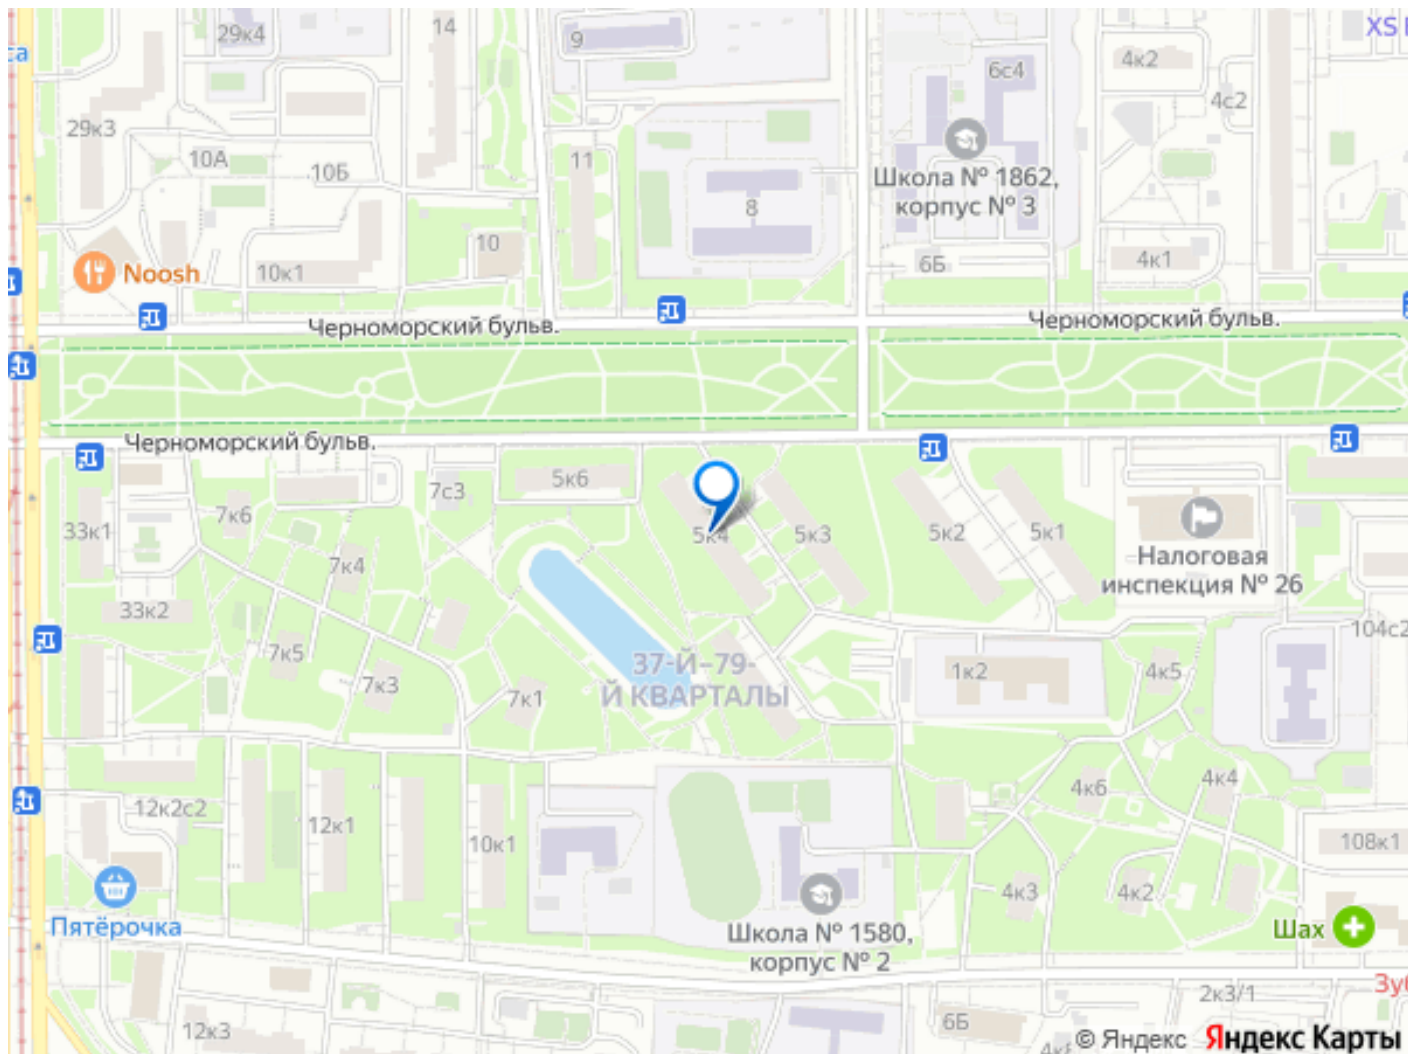 29к4
14
9
XS
са
4к2
6с4
4с2
29к3
10А
10Б
11
Школа № 1862,
корпус № 3
8
10
6Б
4к1
Noosh
10к1
Черноморский бульв.
Черноморский бульв.
Черноморский бульв.
5к6
7с3
7к6
33к1
5к4
5к3
5к2
5к1
Налоговая
инспекция № 26
7к4
33к2
104с2
7к5
37-Й–79-
Й КВАРТАЛЫ
7к3
7к1
1к2
4к5
4к6
4к4
12к2с2
12к1
10к1
108к1
4к3
4к2
Пятёрочка
Школа № 1580,
корпус № 2
Шах
Зуб
2к3/1
12к3
6Б
© Яндекс Яндекс Карты